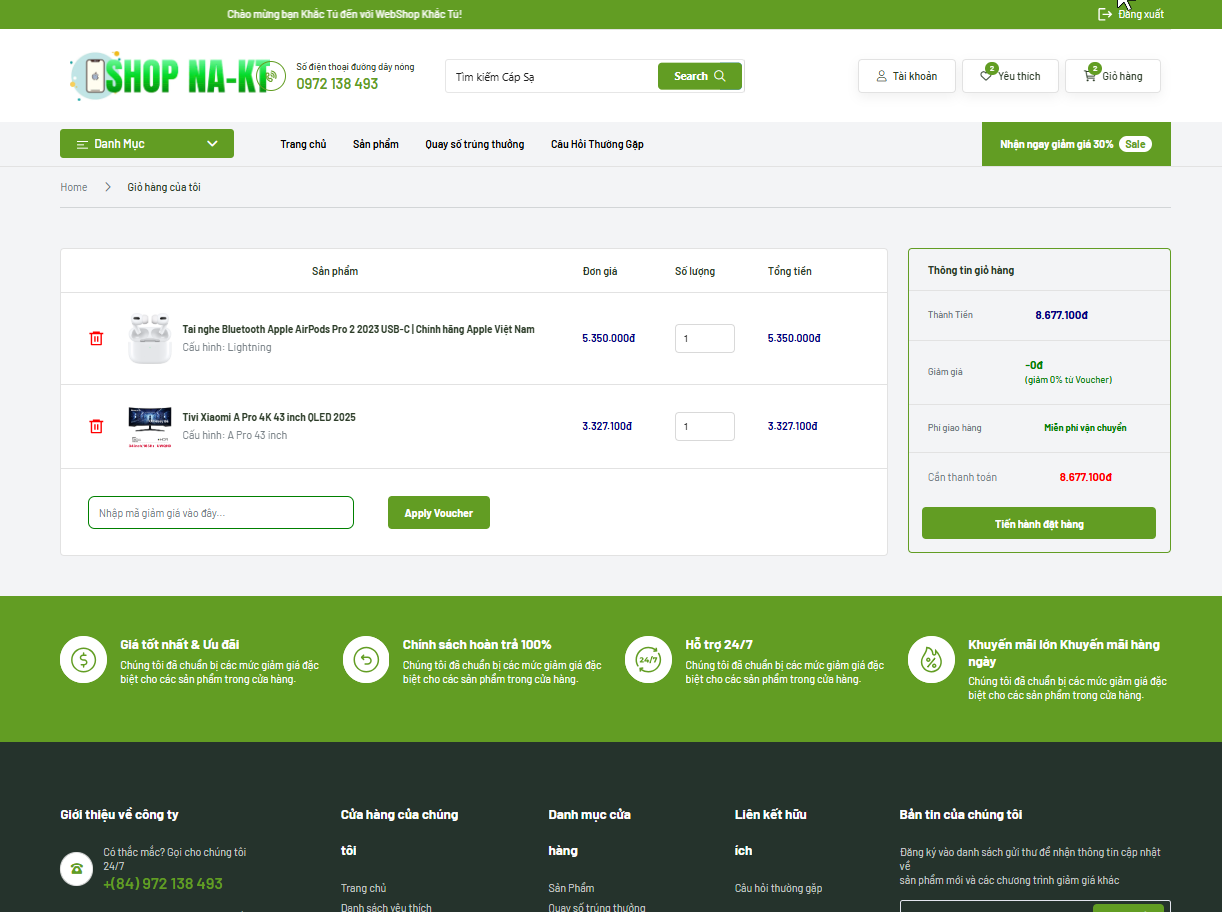 Chào mừng bạn Khắc Tú đến với WebShop Khắc Tú!
Đăng xuất
SHOP NA-KT
Số điện thoại đường dây nóng
0972 138 493
Tìm kiếm Cáp Sạ
Search
Tài khoản
2
Yêu thích
2
Giỏ hàng
Danh Mục
Trang chủ
Sản phẩm
Quay số trúng thưởng
Câu Hỏi Thường Gặp
Nhận ngay giảm giá 30% Sale
Home
Giỏ hàng của tôi
Sản phẩm
Đơn giá
Số lượng
Tổng tiền
Tai nghe Bluetooth Apple AirPods Pro 2 2023 USB-C | Chính hãng Apple Việt Nam
Cấu hình: Lightning
5.350.000đ
1
5.350.000đ
Tivi Xiaomi A Pro 4K 43 inch QLED 2025
Cấu hình: A Pro 43 inch
3.327.100đ
1
3.327.100đ
Nhập mã giảm giá vào đây...
Apply Voucher
Thông tin giỏ hàng
Thành Tiền
8.677.100đ
Giảm giá
-0đ
(giảm 0% từ Voucher)
Phí giao hàng
Miễn phí vận chuyển
Cần thanh toán
8.677.100đ
Tiến hành đặt hàng
Giá tốt nhất & Ưu đãi
Chúng tôi đã chuẩn bị các mức giảm giá đặc
biệt cho các sản phẩm trong cửa hàng.
Chính sách hoàn trả 100%
Chúng tôi đã chuẩn bị các mức giảm giá đặc
biệt cho các sản phẩm trong cửa hàng.
24/7
Hỗ trợ 24/7
Chúng tôi đã chuẩn bị các mức giảm giá đặc
biệt cho các sản phẩm trong cửa hàng.
Khuyến mãi lớn Khuyến mãi hàng
ngày
Chúng tôi đã chuẩn bị các mức giảm giá đặc
biệt cho các sản phẩm trong cửa hàng.
Giới thiệu về công ty
Có thắc mắc? Gọi cho chúng tôi
24/7
+(84) 972 138 493
Cửa hàng của chúng
tôi
Trang chủ
Danh sách yêu thích
Danh mục cửa
hàng
Sản Phẩm
Quay số trúng thưởng
Liên kết hữu
ích
Câu hỏi thường gặp
Bản tin của chúng tôi
Đăng ký vào danh sách gửi thư để nhận thông tin cập nhật
về
sản phẩm mới và các chương trình giảm giá khác